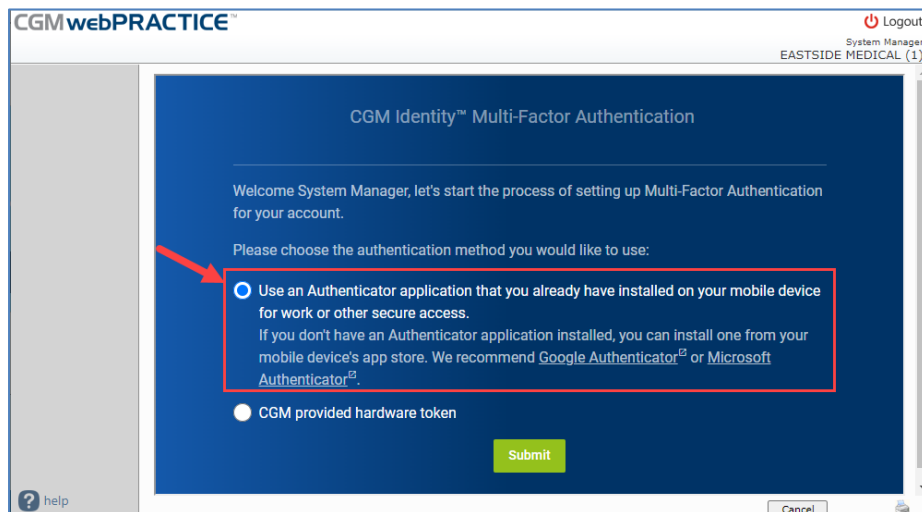 CGM webPRACTICE™
Logout
System Manager
EASTSIDE MEDICAL (1)
CGM Identity™ Multi-Factor Authentication
Welcome System Manager, let's start the process of setting up Multi-Factor Authentication
for your account.
Please choose the authentication method you would like to use:
Use an Authenticator application that you already have installed on your mobile device
for work or other secure access.
If you don't have an Authenticator application installed, you can install one from your
mobile device's app store. We recommend Google Authenticator or Microsoft
Authenticator.
CGM provided hardware token
Submit
? help
Cancel